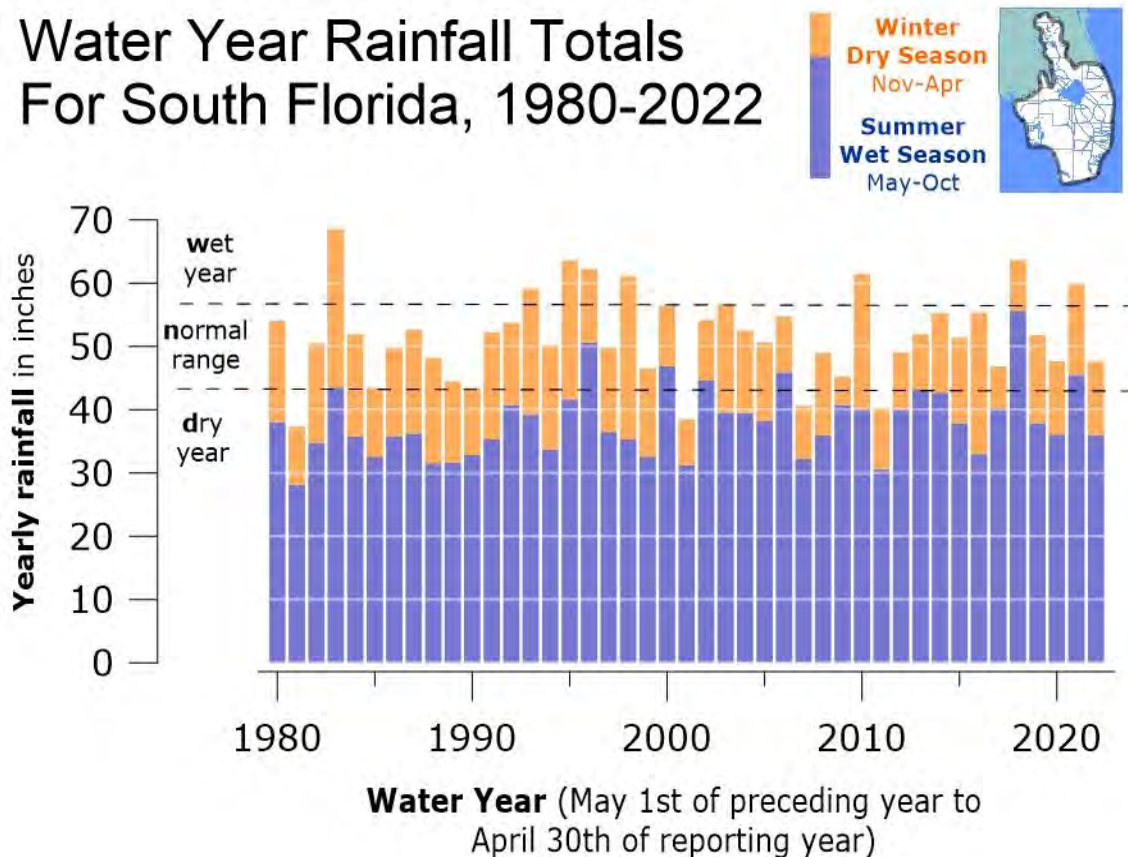 Water Year Rainfall Totals
For South Florida, 1980-2022
Winter
Dry Season
Nov-Apr
Summer
Wet Season
May-Oct
Yearly rainfall in inches
70
60
50
40
30
20
10
0
wet
year
normal
range
dry
year
1980
1990
2000
2010
2020
Water Year (May 1st of preceding year to
April 30th of reporting year)